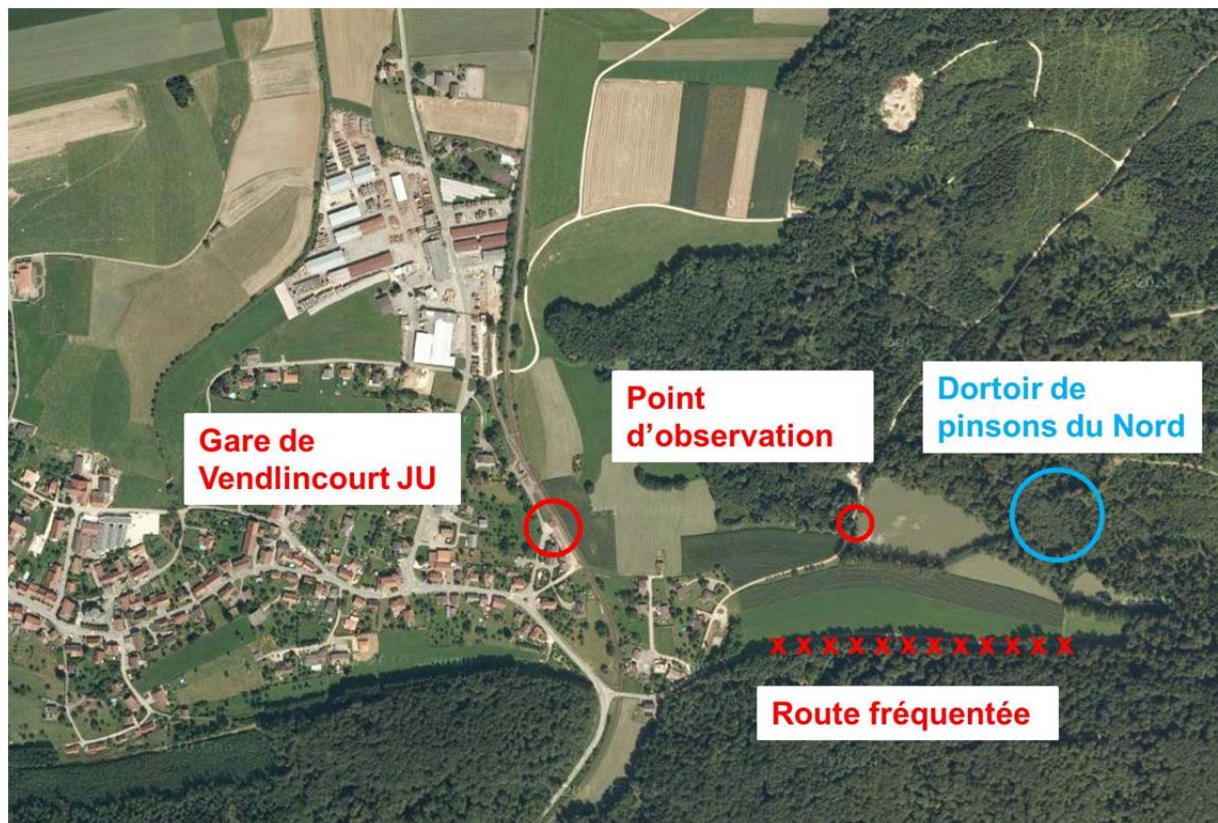 Gare de
Vendlincourt JU
Point
d’observation
Dortoir de
pinsons du Nord
x x x x x x x x x x x x
Route fréquentée